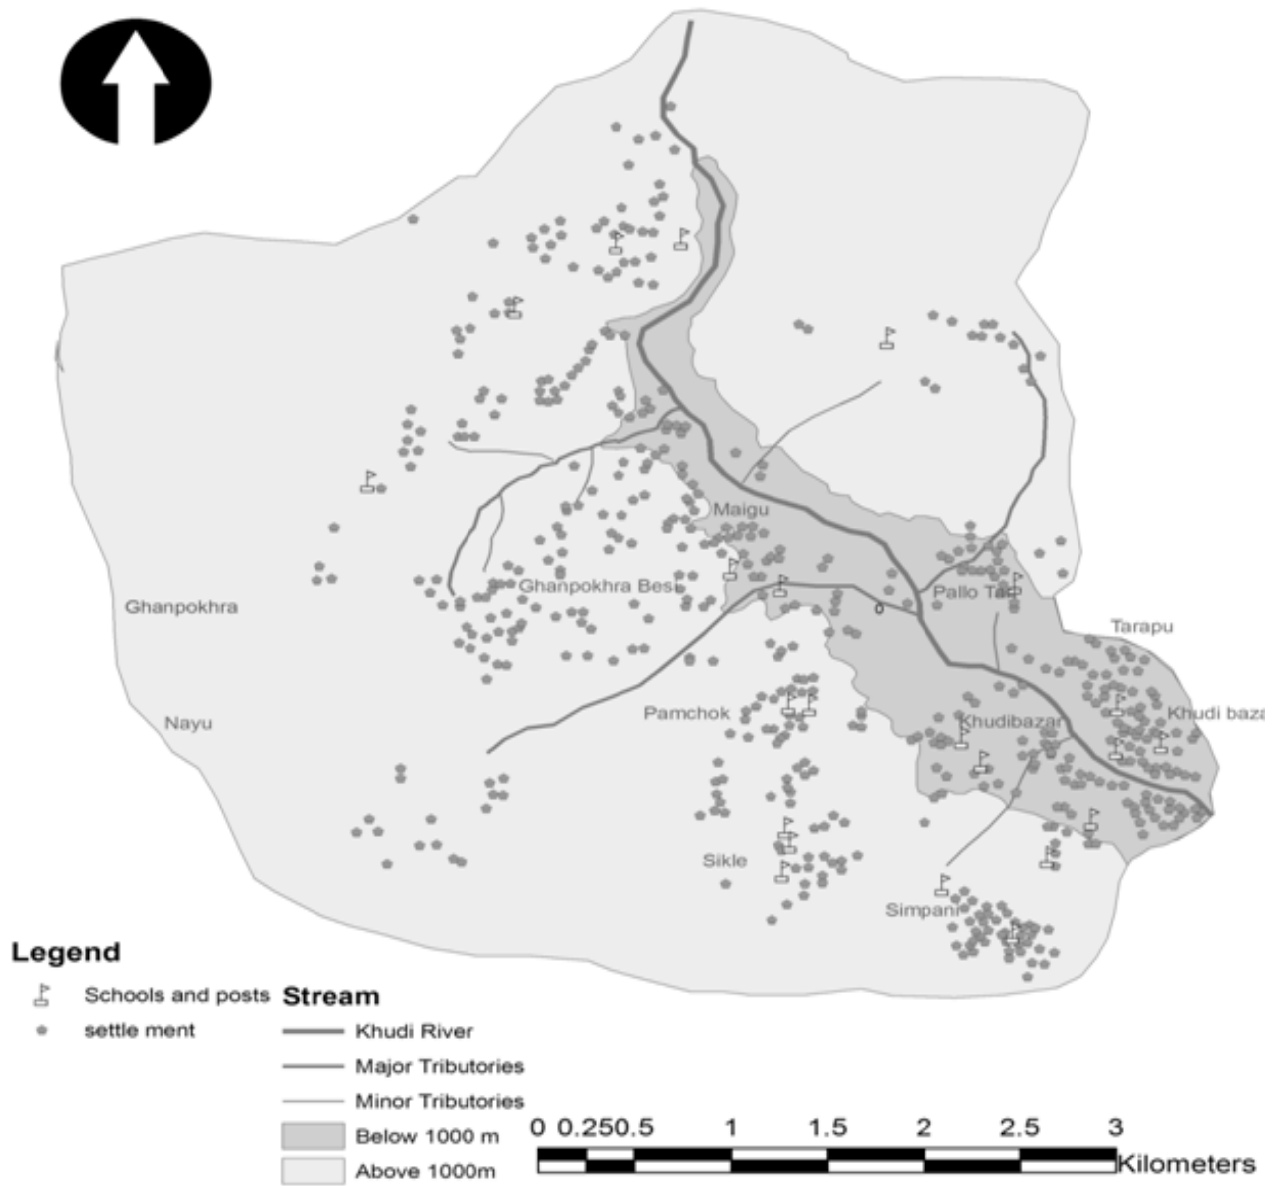 Maigu
Ghanpokhra Besi
Pallo Tar
Ghanpokhra
0
Tarapu
Nayu
Pamchok
Khudibazar
Khudi baza
Sikle
Simpani
Legend
Schools and posts
settle ment
Stream
Khudi River
Major Tributories
Minor Tributories
Below 1000 m
Above 1000m
0 0.250.5 1 1.5 2 2.5 3
Kilometers